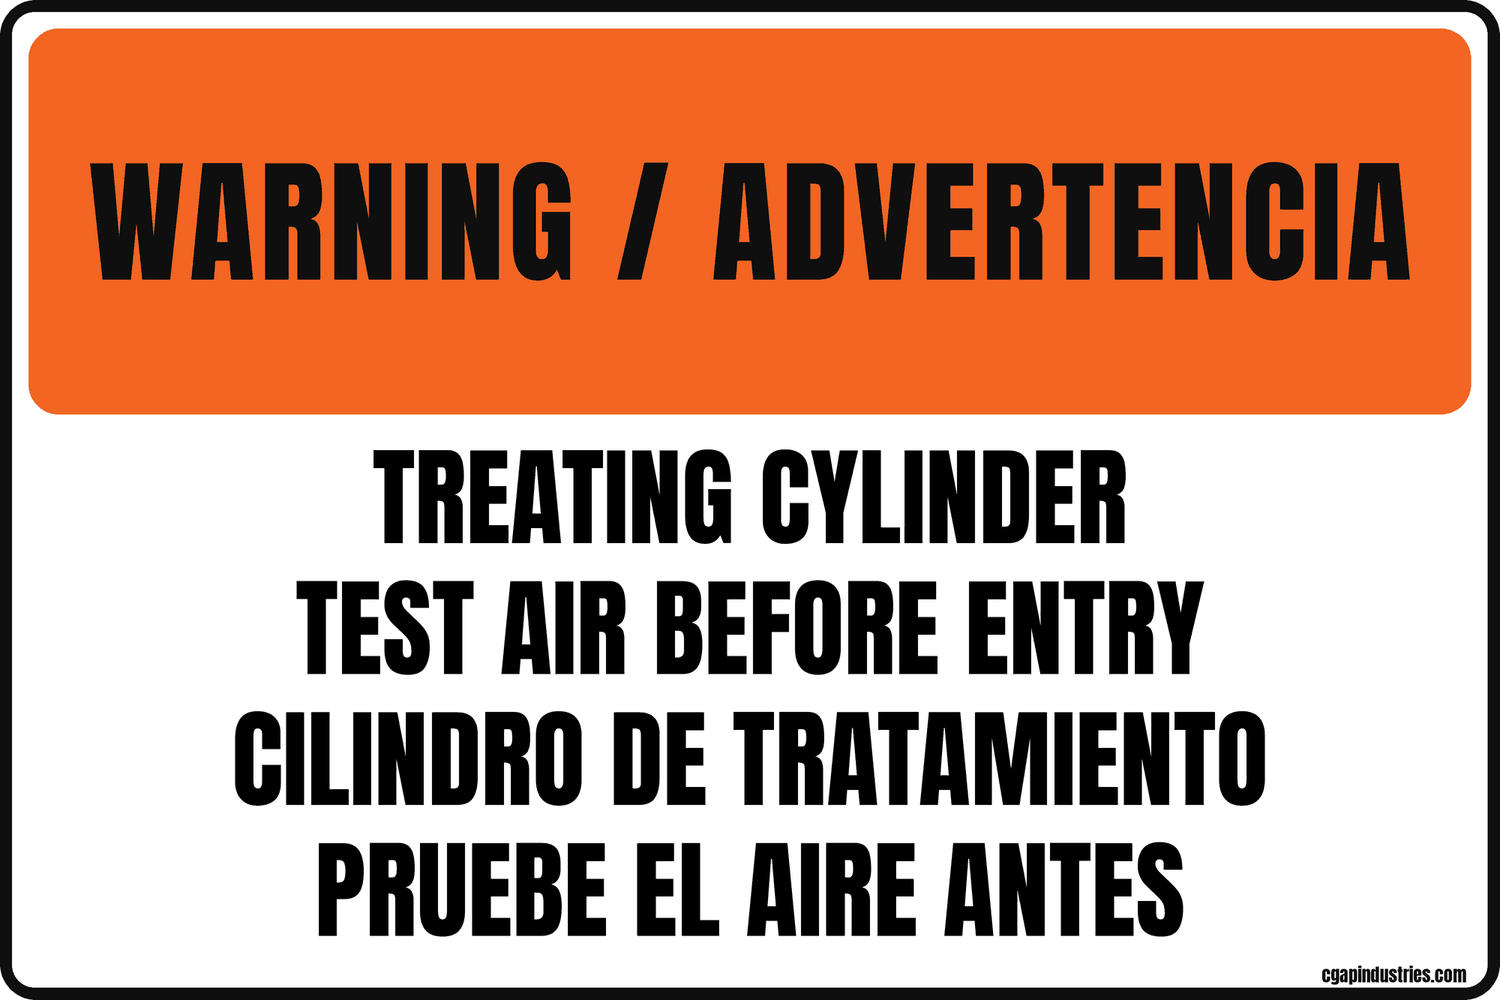 WARNING / ADVERTENCIA
TREATING CYLINDER
TEST AIR BEFORE ENTRY
CILINDRO DE TRATAMIENTO
PRUEBE EL AIRE ANTES
cgapindustries.com